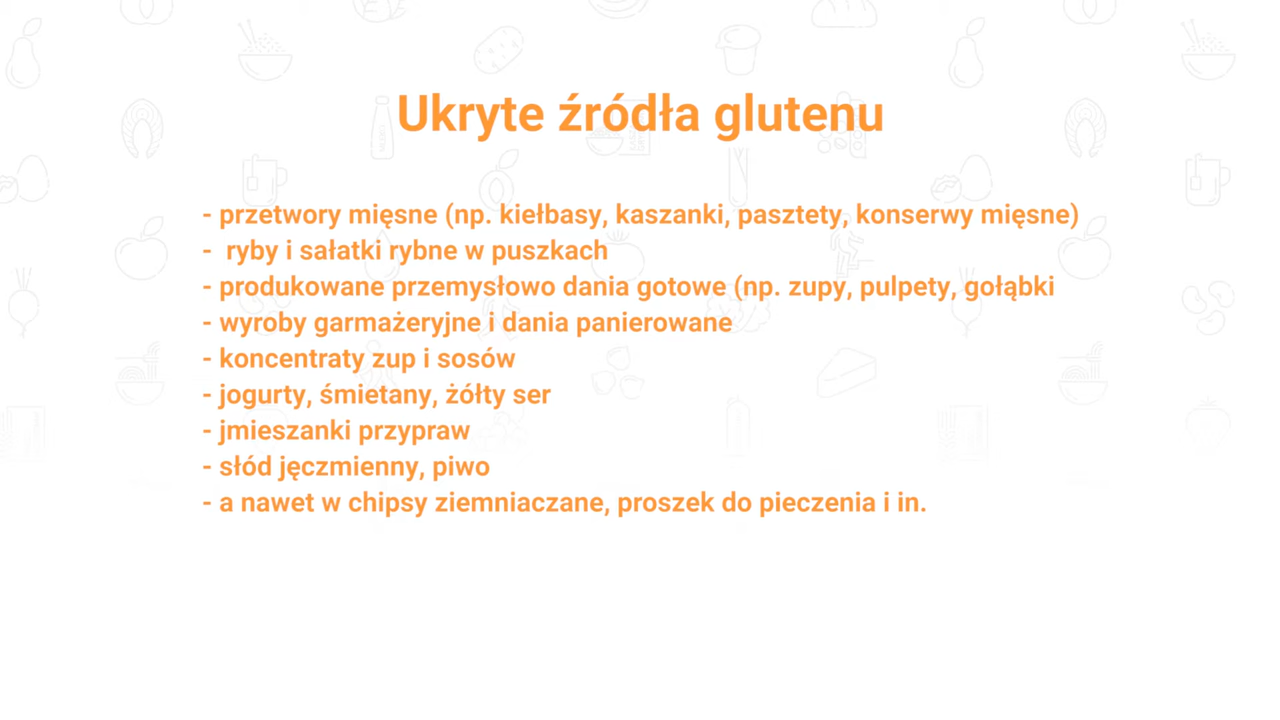 Ukryte źródła glutenu
- przetwory mięsne (np. kiełbasy, kaszanki, pasztety, konserwy mięsne)
- ryby i sałatki rybne w puszkach
- produkowane przemysłowo dania gotowe (np. zupy, pulpety, gołąbki
- wyroby garmażeryjne i dania panierowane
- koncentraty zup i sosów
- jogurty, śmietany, żółty ser
- jmieszanki przypraw
- słód jęczmienny, piwo
- a nawet w chipsy ziemniaczane, proszek do pieczenia i in.